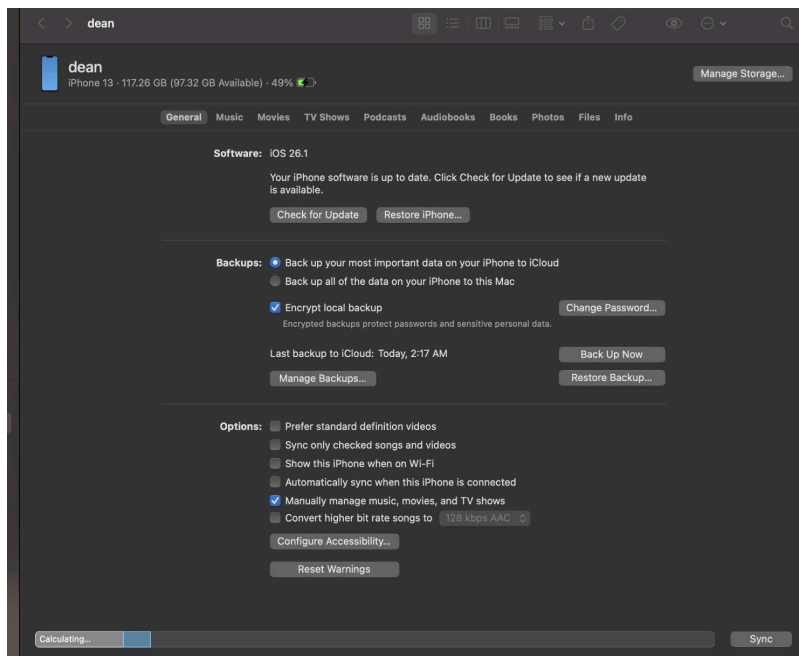 dean
dean
iPhone 13 · 117.26 GB (97.32 GB Available) · 49%
Manage Storage...
General Music Movies TV Shows Podcasts Audiobooks Books Photos Files Info
Software: iOS 26.1
Your iPhone software is up to date. Click Check for Update to see if a new update
is available.
Check for Update Restore iPhone...
Backups: Back up your most important data on your iPhone to iCloud
Back up all of the data on your iPhone to this Mac
Encrypt local backup Change Password...
Encrypted backups protect passwords and sensitive personal data.
Last backup to iCloud: Today, 2:17 AM Back Up Now
Manage Backups... Restore Backup...
Options: Prefer standard definition videos
Sync only checked songs and videos
Show this iPhone when on Wi-Fi
Automatically sync when this iPhone is connected
Manually manage music, movies, and TV shows
Convert higher bit rate songs to 128 kbps AAC
Configure Accessibility...
Reset Warnings
Calculating... Sync